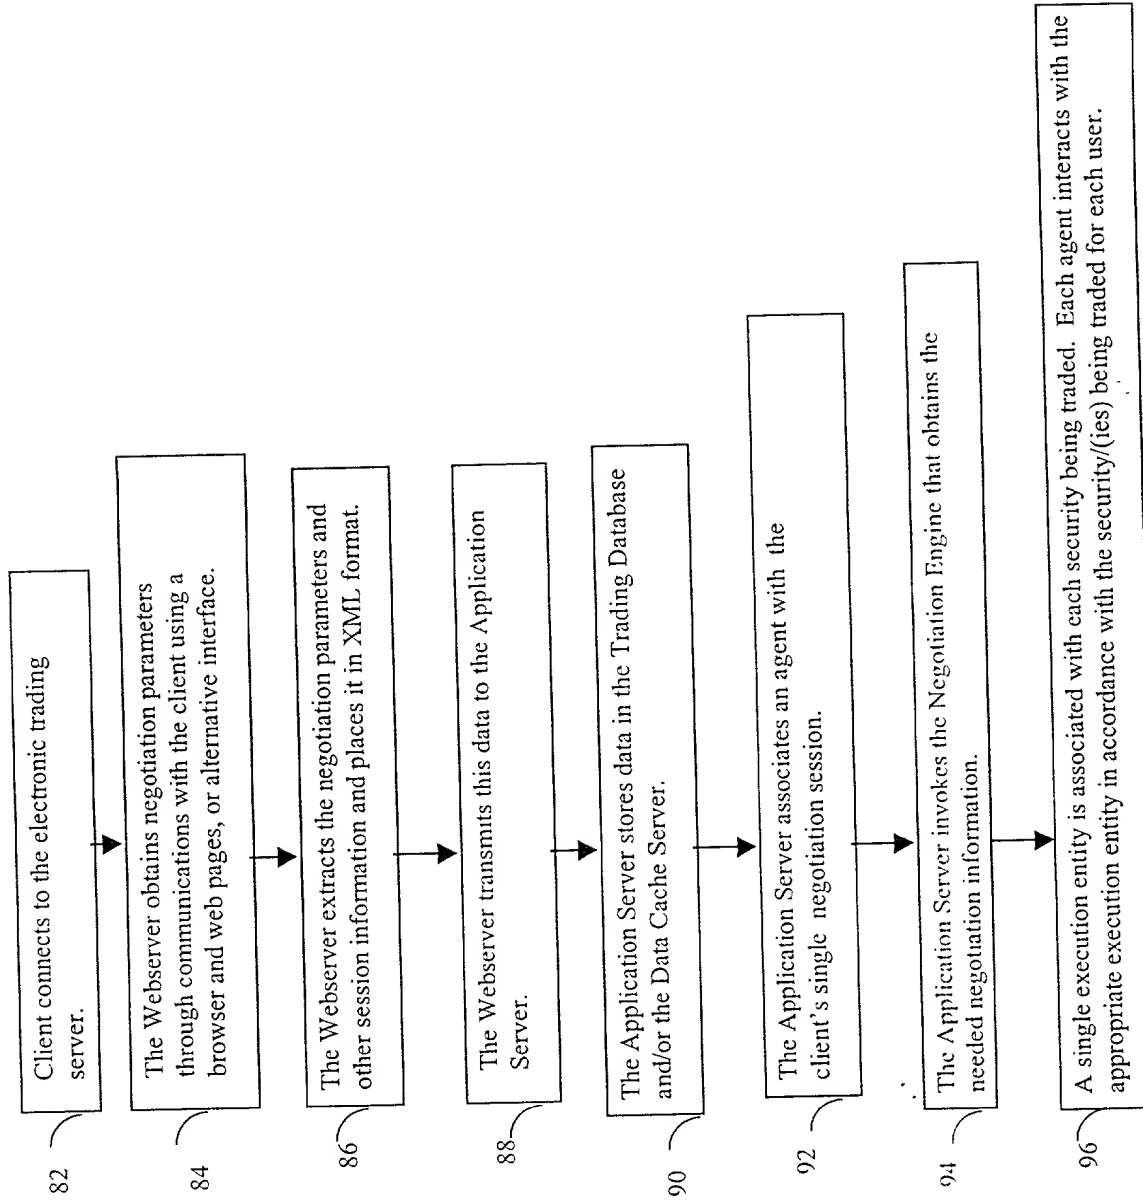 82
Client connects to the electronic trading
server.
84
The Webserver obtains negotiation parameters
through communications with the client using a
browser and web pages, or alternative interface.
86
The Webserver extracts the negotiation parameters and
other session information and places it in XML format.
88
The Webserver transmits this data to the Application
Server.
90
The Application Server stores data in the Trading Database
and/or the Data Cache Server.
92
The Application Server associates an agent with the
client's single negotiation session.
94
The Application Server invokes the Negotiation Engine that obtains the
needed negotiation information.
96
A single execution entity is associated with each security being traded. Each agent interacts with the
appropriate execution entity in accordance with the security/(ies) being traded for each user.